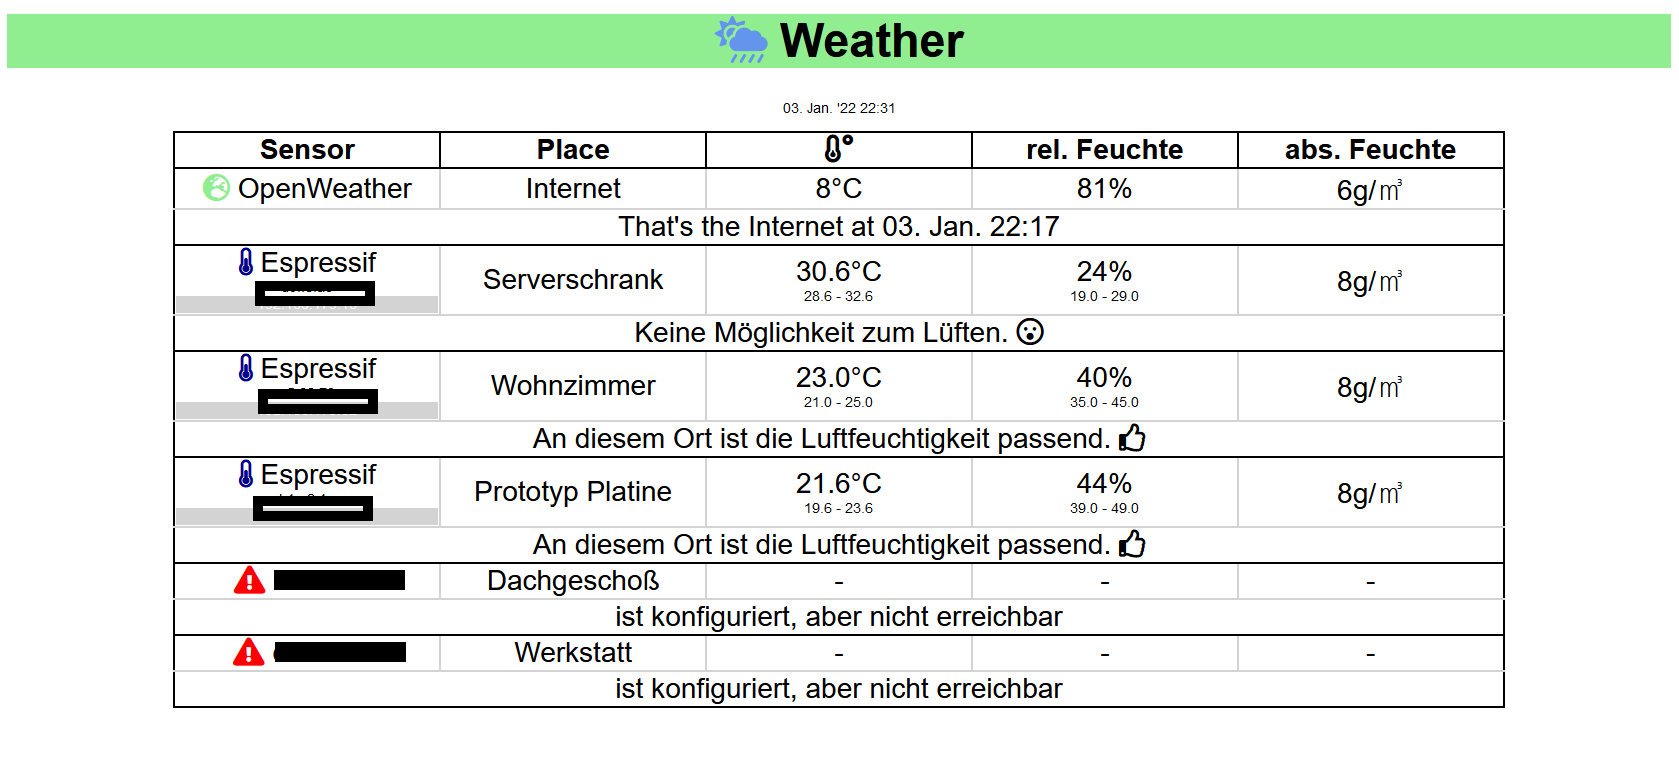 Weather
03. Jan. '22 22:31
Sensor Place rel. Feuchte abs. Feuchte
OpenWeather Internet 8°C 81% 6g/㎥
That's the Internet at 03. Jan. 22:17
Espressif Serverschrank 30.6°C 24% 8g/㎥
28.6 - 32.6 19.0 - 29.0
Keine Möglichkeit zum Lüften.
Espressif Wohnzimmer 23.0°C 40% 8g/㎥
21.0 - 25.0 35.0 - 45.0
An diesem Ort ist die Luftfeuchtigkeit passend.
Espressif Prototyp Platine 21.6°C 44% 8g/㎥
19.6 - 23.6 39.0 - 49.0
An diesem Ort ist die Luftfeuchtigkeit passend.
Dachgeschoß - - -
ist konfiguriert, aber nicht erreichbar
Werkstatt - - -
ist konfiguriert, aber nicht erreichbar